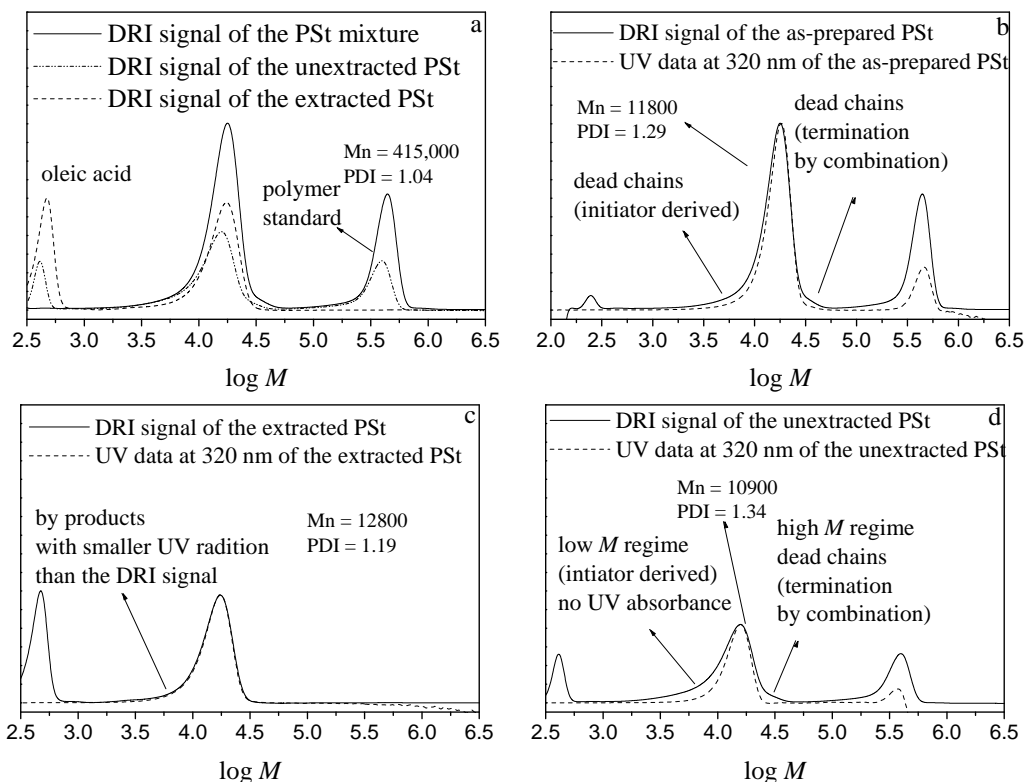 a
DRI signal of the PSt mixture
DRI signal of the unextracted PSt
DRI signal of the extracted PSt
Mn = 415,000
PDI = 1.04
oleic acid
polymer
standard
2.5 3.0 3.5 4.0 4.5 5.0 5.5 6.0 6.5
log M
b
DRI signal of the as-prepared PSt
UV data at 320 nm of the as-prepared PSt
Mn = 11800
PDI = 1.29
dead chains
(termination
by combination)
dead chains
(initiator derived)
2.0 2.5 3.0 3.5 4.0 4.5 5.0 5.5 6.0 6.5
log M
c
DRI signal of the extracted PSt
UV data at 320 nm of the extracted PSt
by products
with smaller UV radition
than the DRI signal
Mn = 12800
PDI = 1.19
2.5 3.0 3.5 4.0 4.5 5.0 5.5 6.0 6.5
log M
d
DRI signal of the unextracted PSt
UV data at 320 nm of the unextracted PSt
Mn = 10900
PDI = 1.34
low M regime
(intiator derived)
no UV absorbance
high M regime
dead chains
(termination
by combination)
2.5 3.0 3.5 4.0 4.5 5.0 5.5 6.0 6.5
log M